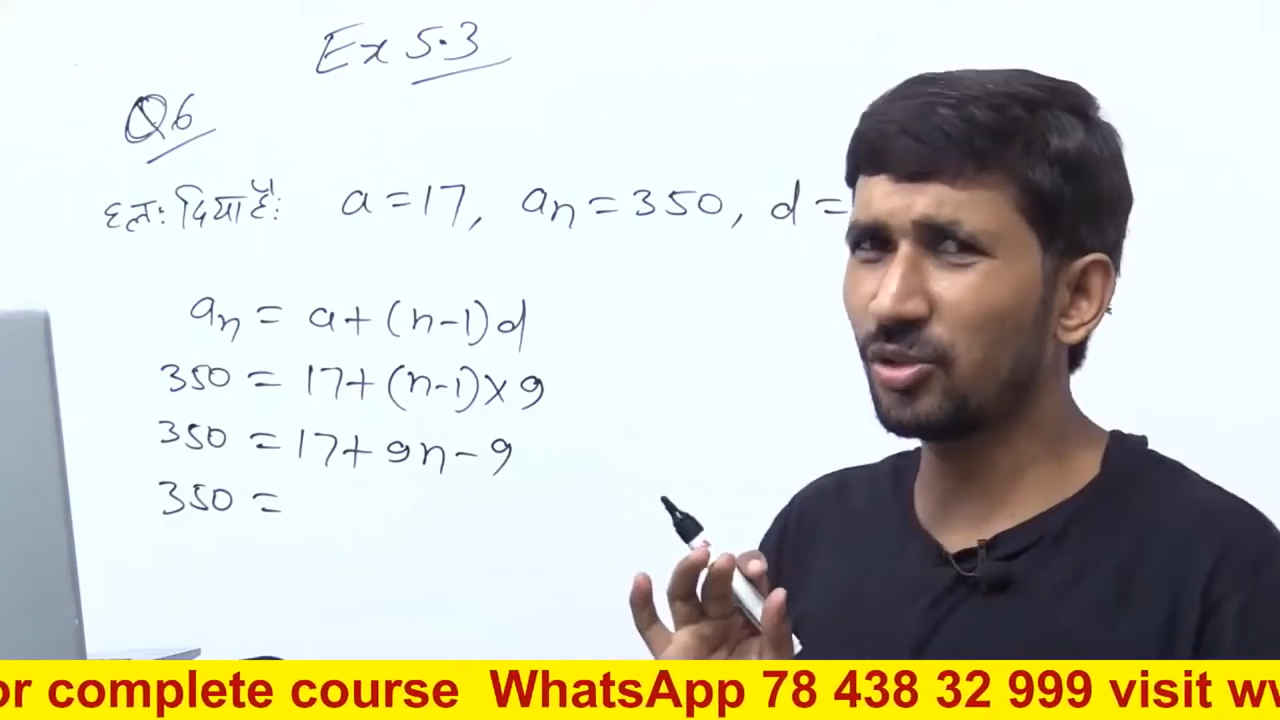 Ex 5.3
Q6
हल: दिया है: a = 17, an = 350, d =
an = a + (n-1)d
350 = 17 + (n-1) × 9
350 = 17 + 9n - 9
350 =
or complete course WhatsApp 78 438 32 999 visit wv